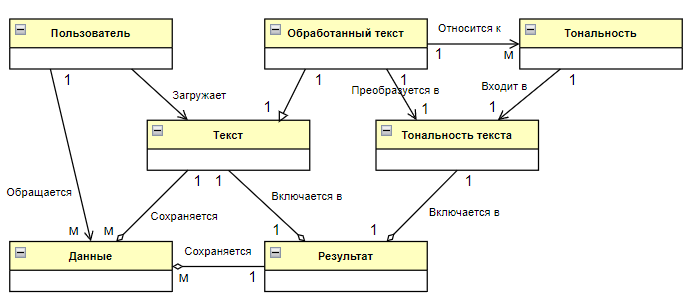 Пользователь
Обработанный текст
Тональность
Относится к
1
М
1
1
1
1
Загружает
Преобразуется в
Входит в
1
1
1
Текст
Тональность текста
1
1
1
Обращается
Сохраняется
Включается в
Включается в
М
М
1
1
Данные
Результат
Сохраняется
М
1